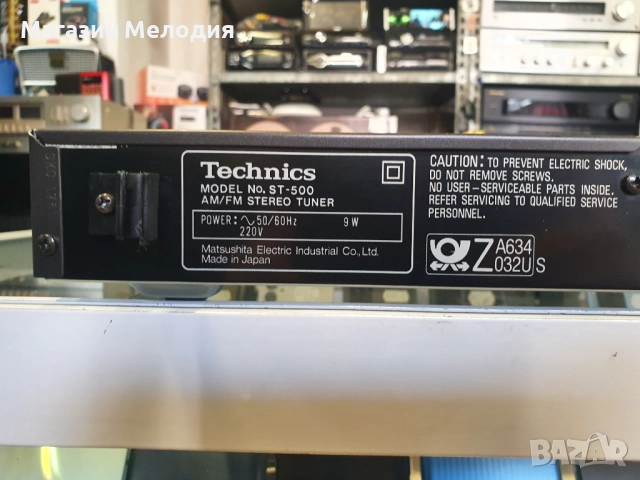 Магазин Мелодия
Technics
MODEL No. ST-500
AM/FM STEREO TUNER
POWER: ∿50/60Hz 9W
220V
Matsushita Electric Industrial Co., Ltd.
Made in Japan
CAUTION: TO PREVENT ELECTRIC SHOCK,
DO NOT REMOVE SCREWS.
NO USER-SERVICEABLE PARTS INSIDE.
REFER SERVICING TO QUALIFIED SERVICE
PERSONNEL.
Z A634
032U S
BAZAR